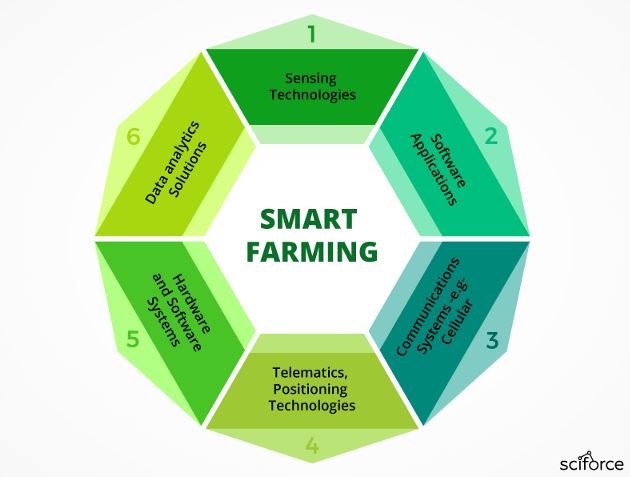 1
Sensing
Technologies
2
Software
Applications
3
Communications
Systems -e.g-
Cellular
4
Telematics,
Positioning
Technologies
5
Hardware
and Software
Systems
6
Data analytics
Solutions
SMART
FARMING
sciforce